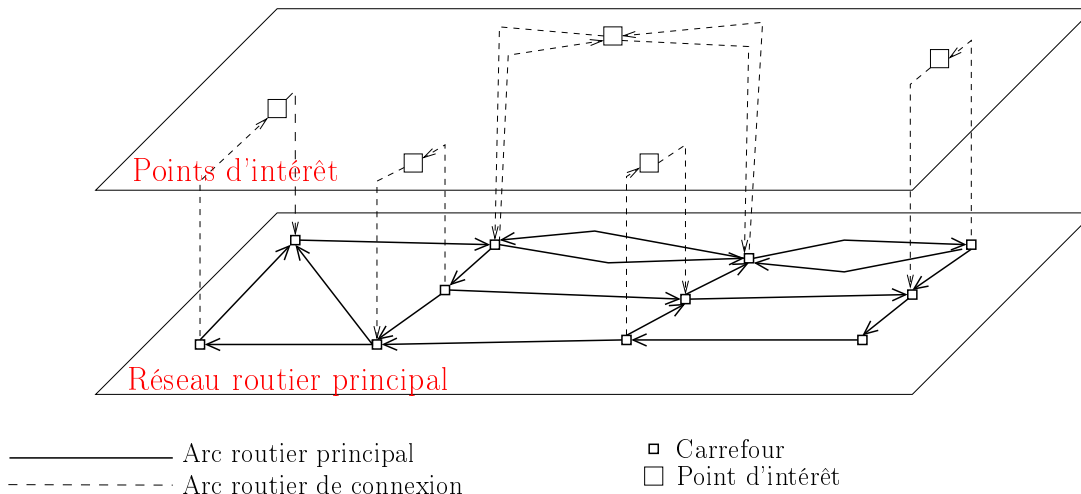 Points d'intérêt
Réseau routier principal
Arc routier principal
Arc routier de connexion
Carrefour
Point d'intérêt